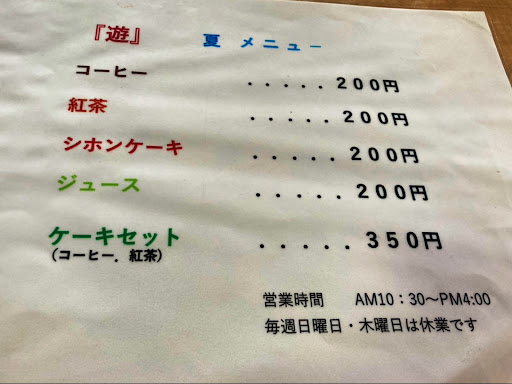 『遊』 夏 メニュー
コーヒー .....200円
紅茶 .....200円
シホンケーキ .....200円
ジュース .....200円
ケーキセット .....350円
(コーヒー．紅茶)
営業時間 AM10：30～PM4:00
毎週日曜日・木曜日は休業です